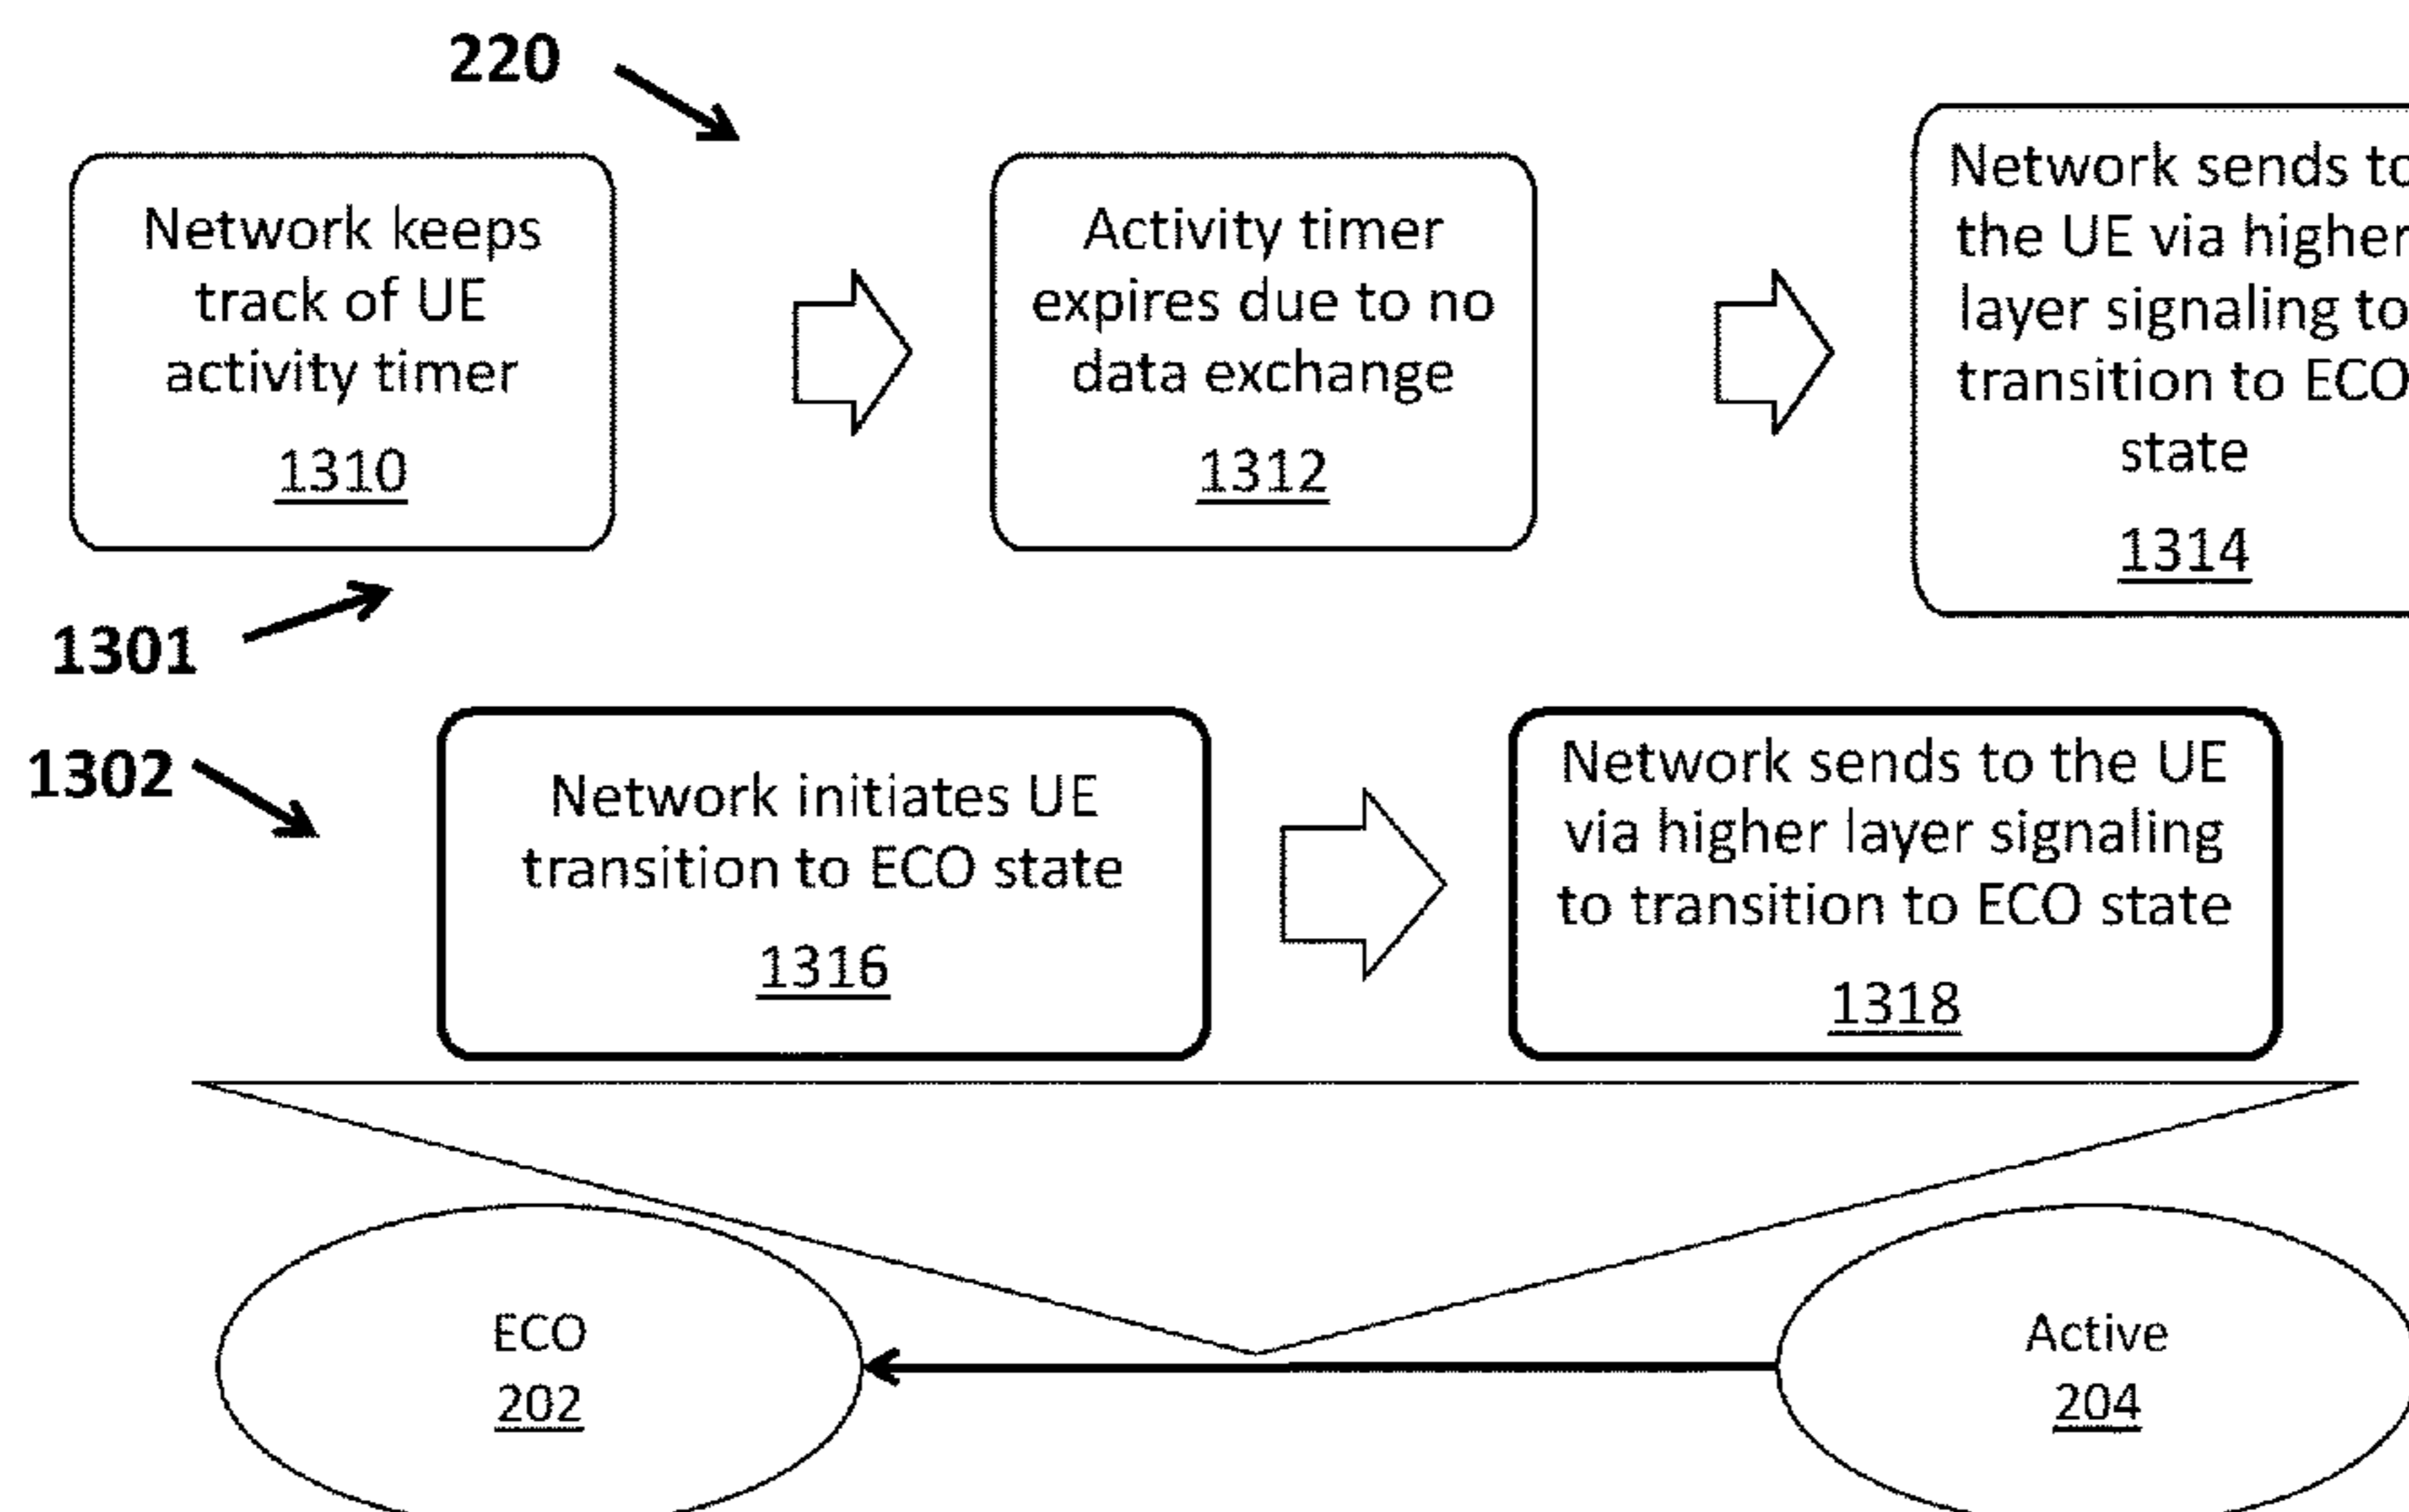 220
Network keeps
track of UE
activity timer
1310
Activity timer
expires due to no
data exchange
1312
Network sends to
the UE via higher
layer signaling to
transition to ECO
state
1314
1301
1302
Network initiates UE
transition to ECO state
1316
Network sends to the UE
via higher layer signaling
to transition to ECO state
1318
ECO
202
Active
204